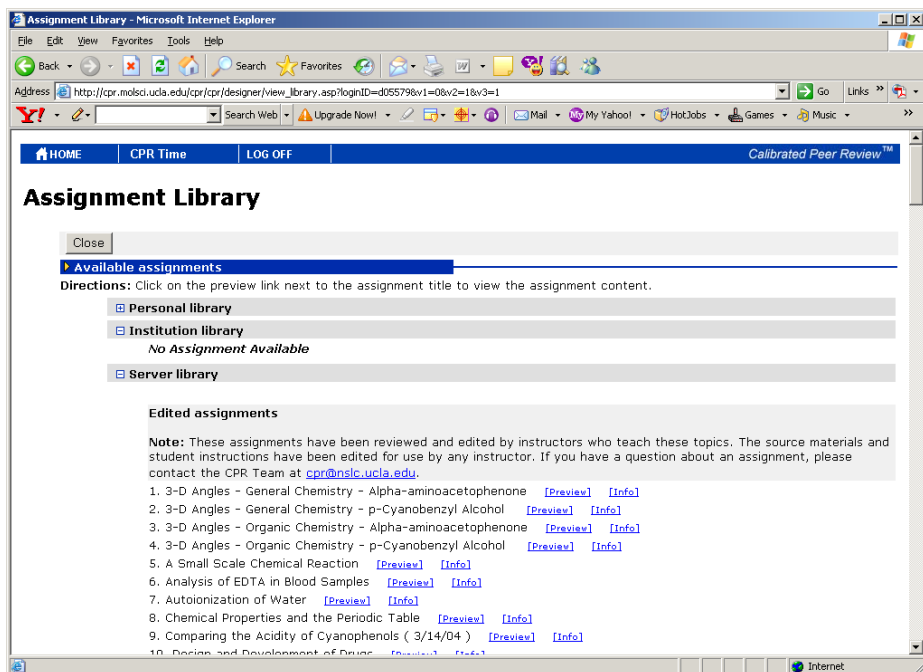 Assignment Library - Microsoft Internet Explorer
File Edit View Favorites Tools Help
Back Search Favorites
Address http://cpr.molsci.ucla.edu/cpr/cpr/designer/view_library.asp?loginID=d05579&v1=0&v2=1&v3=1 Go Links »
Y! Search Web Upgrade Now! Mail My Yahoo! HotJobs Games Music »
HOME CPR Time LOG OFF Calibrated Peer Review™
Assignment Library
Close
Available assignments
Directions: Click on the preview link next to the assignment title to view the assignment content.
Personal library
Institution library
No Assignment Available
Server library
Edited assignments
Note: These assignments have been reviewed and edited by instructors who teach these topics. The source materials and
student instructions have been edited for use by any instructor. If you have a question about an assignment, please
contact the CPR Team at cpr@nslc.ucla.edu.
1. 3-D Angles - General Chemistry - Alpha-aminoacetophenone [Preview] [Info]
2. 3-D Angles - General Chemistry - p-Cyanobenzyl Alcohol [Preview] [Info]
3. 3-D Angles - Organic Chemistry - Alpha-aminoacetophenone [Preview] [Info]
4. 3-D Angles - Organic Chemistry - p-Cyanobenzyl Alcohol [Preview] [Info]
5. A Small Scale Chemical Reaction [Preview] [Info]
6. Analysis of EDTA in Blood Samples [Preview] [Info]
7. Autoionization of Water [Preview] [Info]
8. Chemical Properties and the Periodic Table [Preview] [Info]
9. Comparing the Acidity of Cyanophenols ( 3/14/04 ) [Preview] [Info]
10. Design and Development of Drugs [Preview] [Info]
Internet